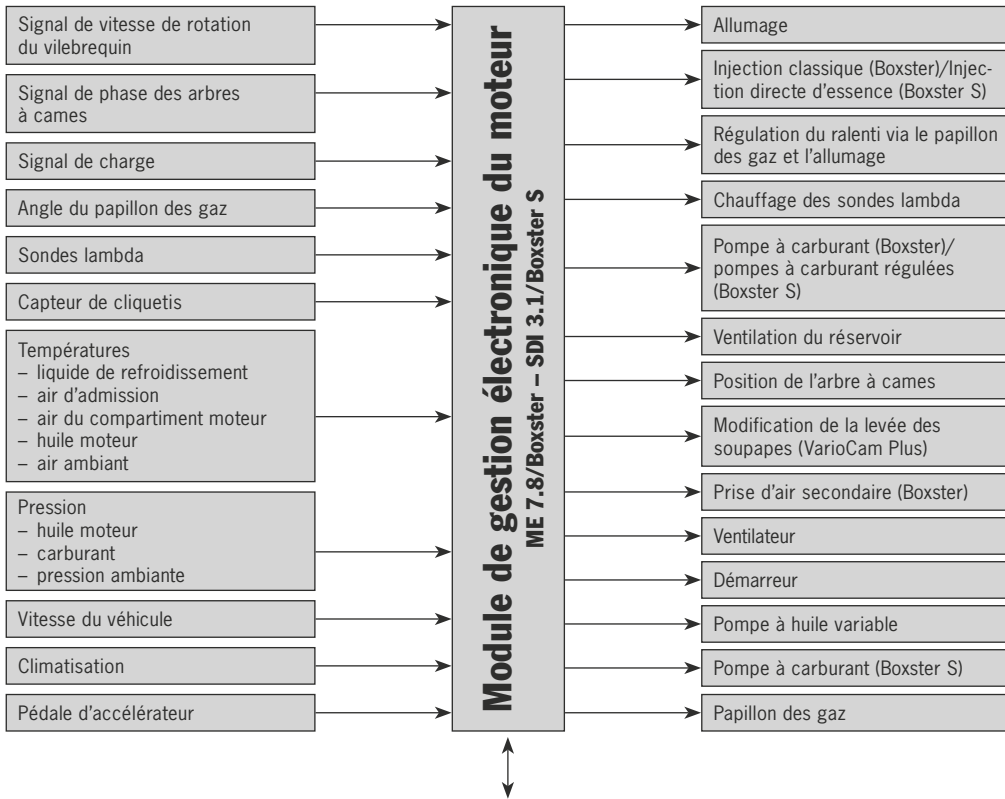 Signal de vitesse de rotation
du vilebrequin
Signal de phase des arbres
à cames
Signal de charge
Angle du papillon des gaz
Sondes lambda
Capteur de cliquetis
Températures
– liquide de refroidissement
– air d'admission
– air du compartiment moteur
– huile moteur
– air ambiant
Pression
– huile moteur
– carburant
– pression ambiante
Vitesse du véhicule
Climatisation
Pédale d'accélérateur
Module de gestion électronique du moteur
ME 7.8/Boxster – SDI 3.1/Boxster S
Allumage
Injection classique (Boxster)/Injec-
tion directe d'essence (Boxster S)
Régulation du ralenti via le papillon
des gaz et l'allumage
Chauffage des sondes lambda
Pompe à carburant (Boxster)/
pompes à carburant régulées
(Boxster S)
Ventilation du réservoir
Position de l'arbre à cames
Modification de la levée des
soupapes (VarioCam Plus)
Prise d'air secondaire (Boxster)
Ventilateur
Démarreur
Pompe à huile variable
Pompe à carburant (Boxster S)
Papillon des gaz